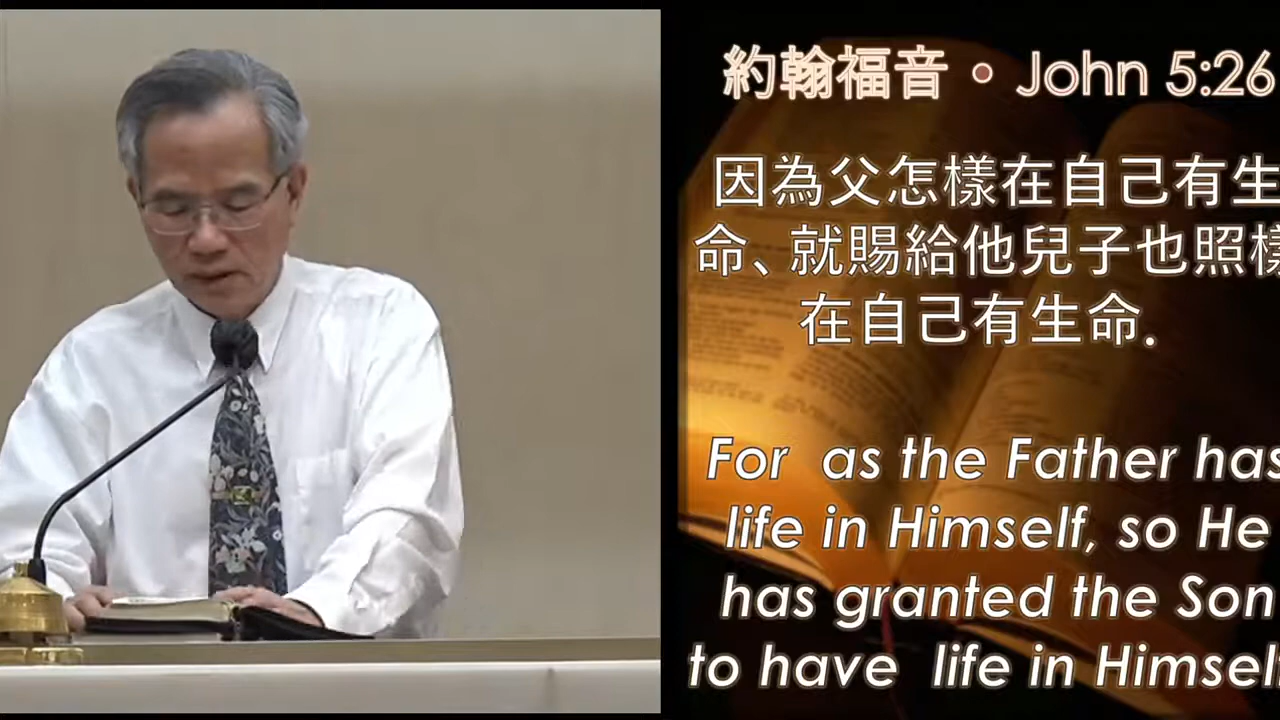 約翰福音 • John 5:26
因為父怎樣在自己有生
命、就賜給他兒子也照樣
在自己有生命.
For as the Father has
life in Himself, so He
has granted the Son
to have life in Himself